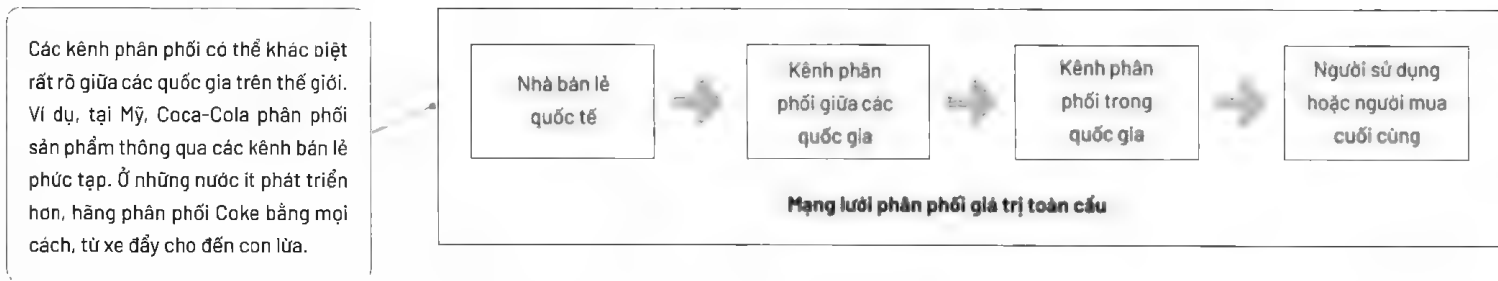 Các kênh phân phối có thể khác biệt
rất rõ giữa các quốc gia trên thế giới.
Ví dụ, tại Mỹ, Coca-Cola phân phối
sản phẩm thông qua các kênh bán lẻ
phức tạp. Ở những nước ít phát triển
hơn, hãng phân phối Coke bằng mọi
cách, từ xe đẩy cho đến con lừa.
Nhà bán lẻ
quốc tế
Kênh phân
phối giữa các
quốc gia
Kênh phân
phối trong
quốc gia
Người sử dụng
hoặc người mua
cuối cùng
Mạng lưới phân phối giá trị toàn cầu